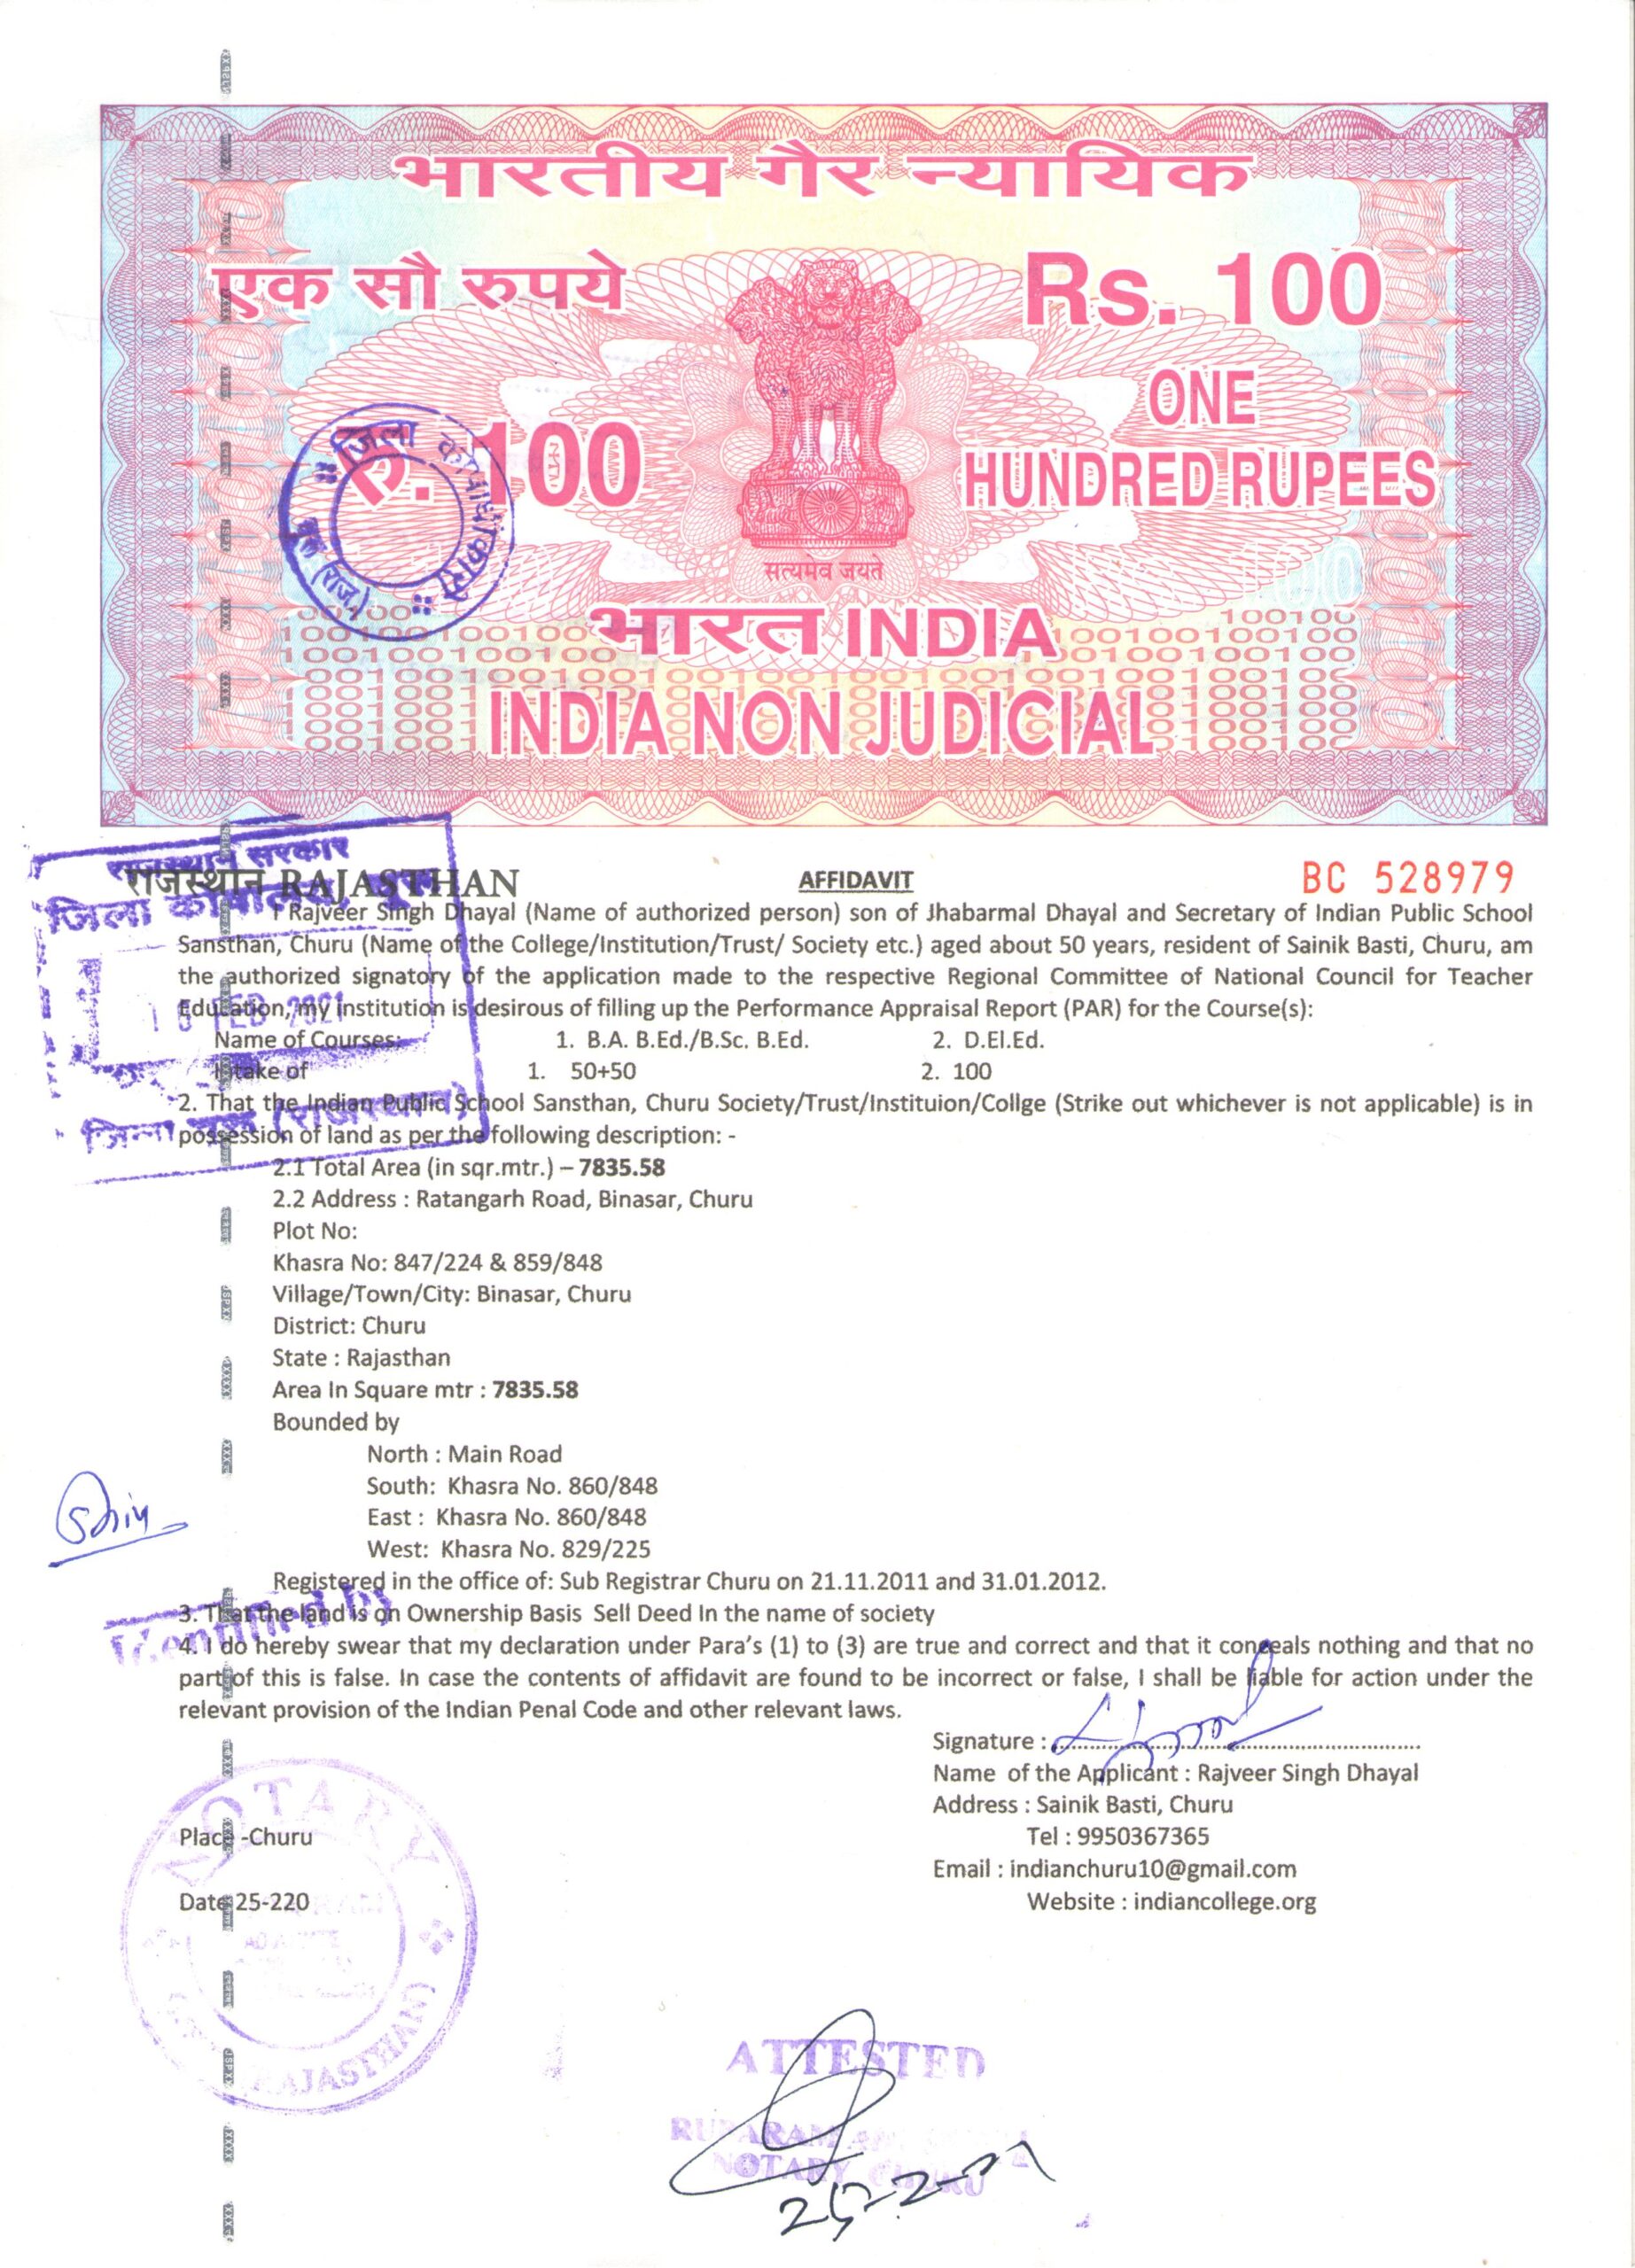 भारतीय गैर न्यायिक
एक सौ रुपये
Rs. 100
रु. 100
ONE
HUNDRED RUPEES
जिला कोषाधिकारी
चूरू (राज.)
सत्यमेव जयते
भारत INDIA
INDIA NON JUDICIAL
राजस्थान सरकार
राजस्थान RAJASTHAN
AFFIDAVIT
BC 528979
जिला
FEB 2021
जिला चूरू (राजस्थान)
I Rajveer Singh Dhayal (Name of authorized person) son of Jhabarmal Dhayal and Secretary of Indian Public School
Sansthan, Churu (Name of the College/Institution/Trust/ Society etc.) aged about 50 years, resident of Sainik Basti, Churu, am
the authorized signatory of the application made to the respective Regional Committee of National Council for Teacher
Education, my institution is desirous of filling up the Performance Appraisal Report (PAR) for the Course(s):
Name of Courses: 1. B.A. B.Ed./B.Sc. B.Ed. 2. D.El.Ed.
Intake of 1. 50+50 2. 100
2. That the Indian Public School Sansthan, Churu Society/Trust/Instituion/Collge (Strike out whichever is not applicable) is in
possession of land as per the following description: -
2.1 Total Area (in sqr.mtr.) – 7835.58
2.2 Address : Ratangarh Road, Binasar, Churu
Plot No:
Khasra No: 847/224 & 859/848
Village/Town/City: Binasar, Churu
District: Churu
State : Rajasthan
Area In Square mtr : 7835.58
Bounded by
North : Main Road
South: Khasra No. 860/848
East : Khasra No. 860/848
West: Khasra No. 829/225
Registered in the office of: Sub Registrar Churu on 21.11.2011 and 31.01.2012.
Identified by
3. That the land is on Ownership Basis Sell Deed In the name of society
4. I do hereby swear that my declaration under Para's (1) to (3) are true and correct and that it conceals nothing and that no
part of this is false. In case the contents of affidavit are found to be incorrect or false, I shall be liable for action under the
relevant provision of the Indian Penal Code and other relevant laws.
Signature :
Name of the Applicant : Rajveer Singh Dhayal
Address : Sainik Basti, Churu
Tel : 9950367365
Email : indianchuru10@gmail.com
Website : indiancollege.org
Place -Churu
Date 25-220
NOTARY
RAJASTHAN)
ATTESTED
NOTARY CHURU